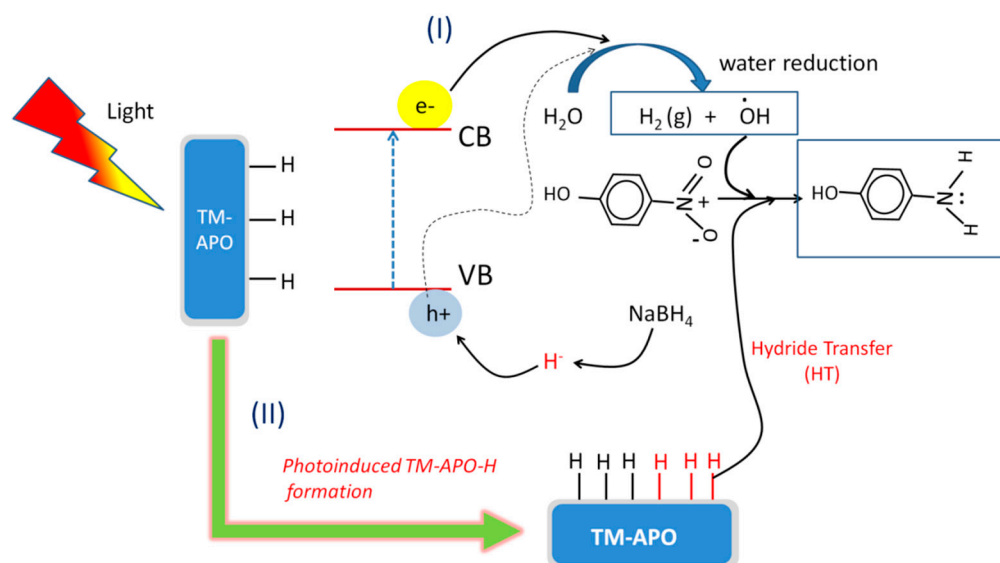 (I)
Light
e-
CB
H₂O
water reduction
H₂ (g) + ȮH
H
H
H
TM-
APO
HO
N
+
O
O
-
HO
N
:
H
H
VB
h+
NaBH₄
H⁻
Hydride Transfer
(HT)
(II)
Photoinduced TM-APO-H
formation
H H H H H H
TM-APO